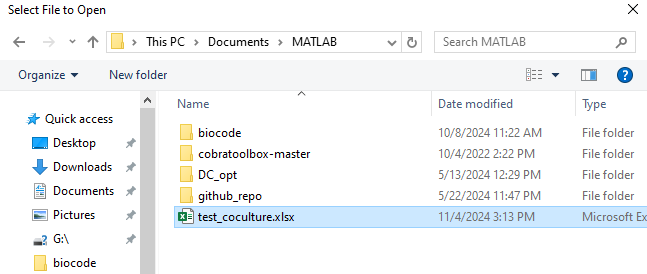 Select File to Open
This PC > Documents > MATLAB
Search MATLAB
Organize
New folder
?
Name Date modified Type
Quick access
Desktop
Downloads
Documents
Pictures
G:\
biocode
biocode 10/8/2024 11:22 AM File folder
cobratoolbox-master 10/4/2022 2:22 PM File folder
DC_opt 5/13/2024 12:29 PM File folder
github_repo 5/22/2024 11:47 PM File folder
test_coculture.xlsx 11/4/2024 3:13 PM Microsoft Ex